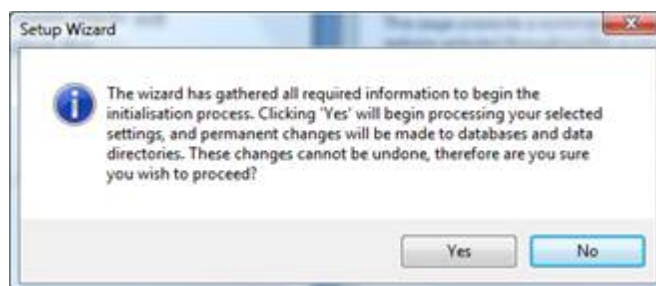 Setup Wizard
The wizard has gathered all required information to begin the
initialisation process. Clicking 'Yes' will begin processing your selected
settings, and permanent changes will be made to databases and data
directories. These changes cannot be undone, therefore are you sure
you wish to proceed?
Yes
No